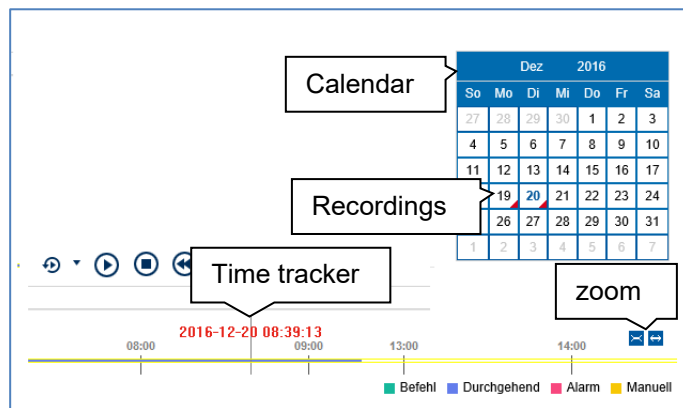 Calendar
Dez 2016
So Mo Di Mi Do Fr Sa
27 28 29 30 1 2 3
4 5 6 7 8 9 10
11 12 13 14 15 16 17
Recordings
19 20 21 22 23 24
26 27 28 29 30 31
1 2 3 4 5 6 7
Time tracker
zoom
2016-12-20 08:39:13
08:00 09:00 13:00 14:00
Befehl Durchgehend Alarm Manuell